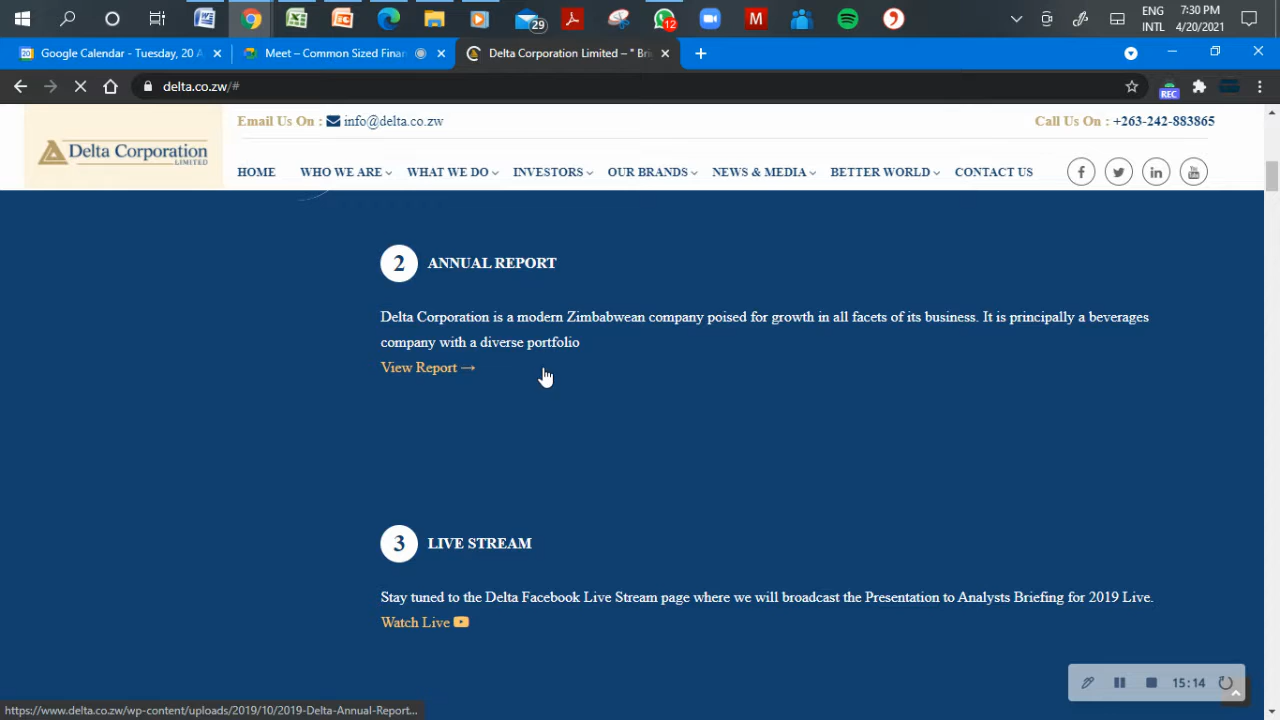 29
12
ENG
INTL
7:30 PM
4/20/2021
Google Calendar - Tuesday, 20 A
Meet – Common Sized Finar
Delta Corporation Limited – " Bri
delta.co.zw/#
REC
Delta Corporation
LIMITED
Email Us On : info@delta.co.zw
Call Us On : +263-242-883865
HOME WHO WE ARE WHAT WE DO INVESTORS OUR BRANDS NEWS & MEDIA BETTER WORLD CONTACT US
2 ANNUAL REPORT
Delta Corporation is a modern Zimbabwean company poised for growth in all facets of its business. It is principally a beverages
company with a diverse portfolio
View Report →
3 LIVE STREAM
Stay tuned to the Delta Facebook Live Stream page where we will broadcast the Presentation to Analysts Briefing for 2019 Live.
Watch Live
15:14
https://www.delta.co.zw/wp-content/uploads/2019/10/2019-Delta-Annual-Report...